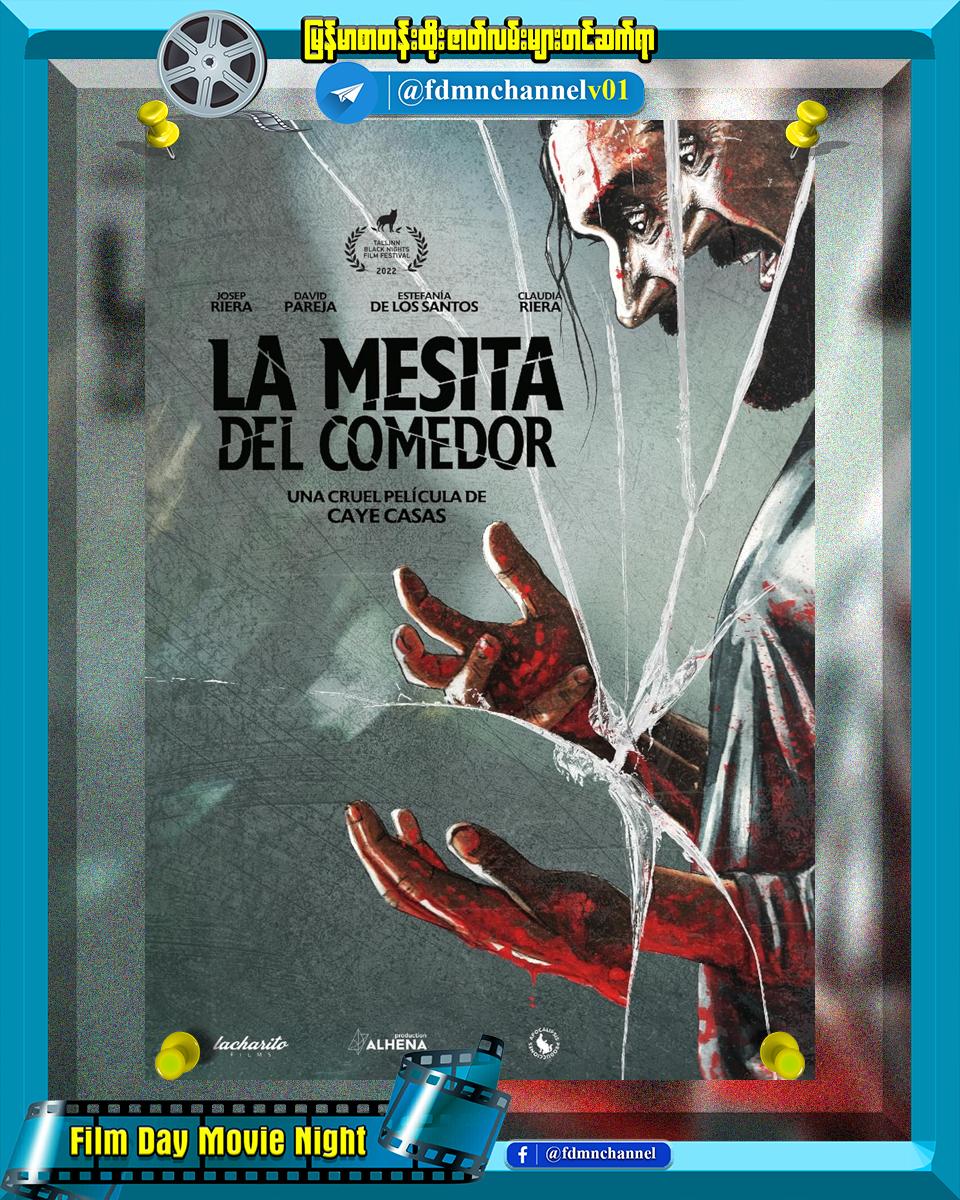 မြန်မာစာတန်းထိုးဇာတ်လမ်းများတင်ဆက်ရာ
@fdmnchannelv01
TALLINN
BLACK NIGHTS
FILM FESTIVAL
2022
JOSEP
RIERA
DAVID
PAREJA
ESTEFANÍA
DE LOS SANTOS
CLAUDIA
RIERA
LA MESITA
DEL COMEDOR
UNA CRUEL PELÍCULA DE
CAYE CASAS
lacharito
FILMS
production
ALHENA
APOCALIPSIS
PRODUCCIONES
Film Day Movie Night
f @fdmnchannel